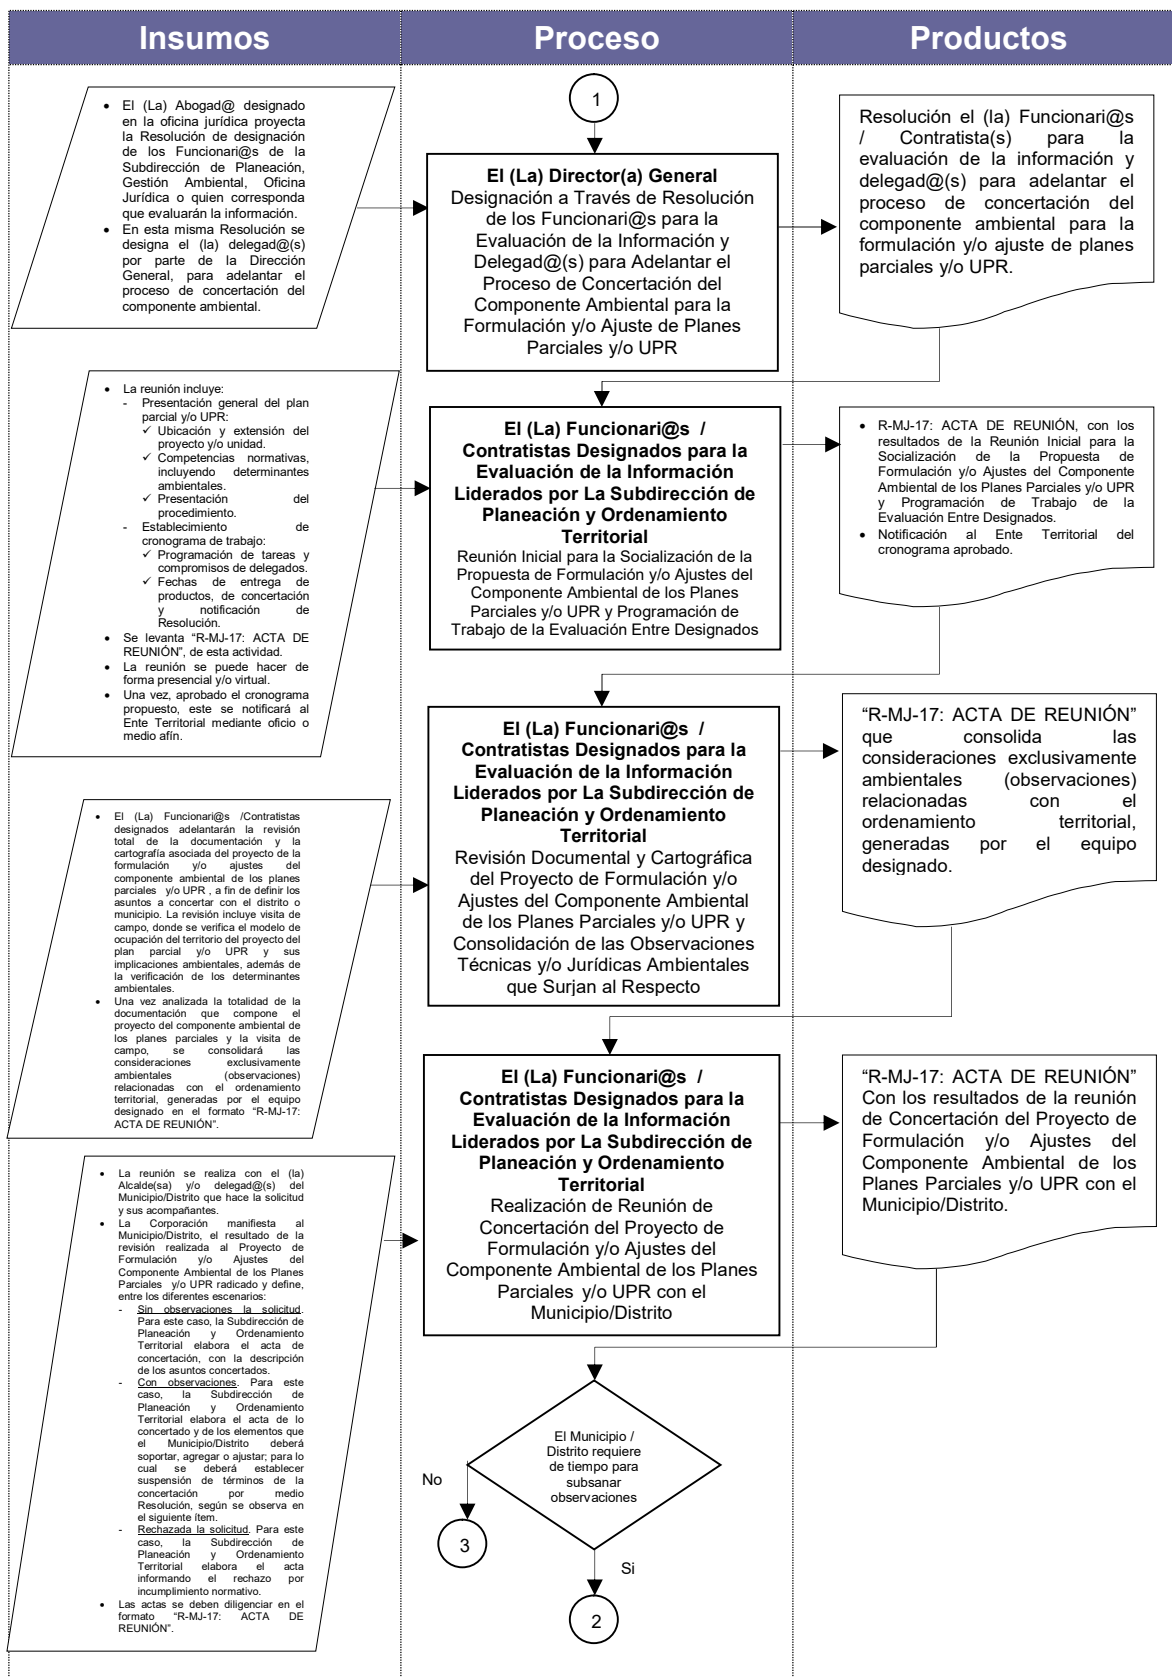 Insumos
Proceso
Productos
• El (La) Abogad@ designado
en la oficina jurídica proyecta
la Resolución de designación
de los Funcionari@s de la
Subdirección de Planeación,
Gestión Ambiental, Oficina
Jurídica o quien corresponda
que evaluarán la información.
• En esta misma Resolución se
designa el (la) delegad@(s)
por parte de la Dirección
General, para adelantar el
proceso de concertación del
componente ambiental.
1
El (La) Director(a) General
Designación a Través de Resolución
de los Funcionari@s para la
Evaluación de la Información y
Delegad@(s) para Adelantar el
Proceso de Concertación del
Componente Ambiental para la
Formulación y/o Ajuste de Planes
Parciales y/o UPR
Resolución el (la) Funcionari@s
/ Contratista(s) para la
evaluación de la información y
delegad@(s) para adelantar el
proceso de concertación del
componente ambiental para la
formulación y/o ajuste de planes
parciales y/o UPR.
• La reunión incluye:
- Presentación general del plan
parcial y/o UPR:
✓ Ubicación y extensión del
proyecto y/o unidad.
✓ Competencias normativas,
incluyendo determinantes
ambientales.
✓ Presentación del
procedimiento.
- Establecimiento de
cronograma de trabajo:
✓ Programación de tareas y
compromisos de delegados.
✓ Fechas de entrega de
productos, de concertación
y notificación de
Resolución.
• Se levanta “R-MJ-17: ACTA DE
REUNIÓN”, de esta actividad.
• La reunión se puede hacer de
forma presencial y/o virtual.
• Una vez, aprobado el cronograma
propuesto, este se notificará al
Ente Territorial mediante oficio o
medio afín.
El (La) Funcionari@s /
Contratistas Designados para la
Evaluación de la Información
Liderados por La Subdirección de
Planeación y Ordenamiento
Territorial
Reunión Inicial para la Socialización de la
Propuesta de Formulación y/o Ajustes del
Componente Ambiental de los Planes
Parciales y/o UPR y Programación de
Trabajo de la Evaluación Entre Designados
• R-MJ-17: ACTA DE REUNIÓN, con los
resultados de la Reunión Inicial para la
Socialización de la Propuesta de
Formulación y/o Ajustes del Componente
Ambiental de los Planes Parciales y/o UPR
y Programación de Trabajo de la
Evaluación Entre Designados.
• Notificación al Ente Territorial del
cronograma aprobado.
• El (La) Funcionari@s /Contratistas
designados adelantarán la revisión
total de la documentación y la
cartografía asociada del proyecto de la
formulación y/o ajustes del
componente ambiental de los planes
parciales y/o UPR , a fin de definir los
asuntos a concertar con el distrito o
municipio. La revisión incluye visita de
campo, donde se verifica el modelo de
ocupación del territorio del proyecto del
plan parcial y/o UPR y sus
implicaciones ambientales, además de
la verificación de los determinantes
ambientales.
• Una vez analizada la totalidad de la
documentación que compone el
proyecto del componente ambiental de
los planes parciales y la visita de
campo, se consolidará las
consideraciones exclusivamente
ambientales (observaciones)
relacionadas con el ordenamiento
territorial, generadas por el equipo
designado en el formato “R-MJ-17:
ACTA DE REUNIÓN”.
El (La) Funcionari@s /
Contratistas Designados para la
Evaluación de la Información
Liderados por La Subdirección de
Planeación y Ordenamiento
Territorial
Revisión Documental y Cartográfica
del Proyecto de Formulación y/o
Ajustes del Componente Ambiental
de los Planes Parciales y/o UPR y
Consolidación de las Observaciones
Técnicas y/o Jurídicas Ambientales
que Surjan al Respecto
“R-MJ-17: ACTA DE REUNIÓN”
que consolida las
consideraciones exclusivamente
ambientales (observaciones)
relacionadas con el
ordenamiento territorial,
generadas por el equipo
designado.
• La reunión se realiza con el (la)
Alcalde(sa) y/o delegad@(s) del
Municipio/Distrito que hace la solicitud
y sus acompañantes.
• La Corporación manifiesta al
Municipio/Distrito, el resultado de la
revisión realizada al Proyecto de
Formulación y/o Ajustes del
Componente Ambiental de los Planes
Parciales y/o UPR radicado y define,
entre los diferentes escenarios:
- Sin observaciones la solicitud.
Para este caso, la Subdirección de
Planeación y Ordenamiento
Territorial elabora el acta de
concertación, con la descripción
de los asuntos concertados.
- Con observaciones. Para este
caso, la Subdirección de
Planeación y Ordenamiento
Territorial elabora el acta de lo
concertado y de los elementos que
el Municipio/Distrito deberá
soportar, agregar o ajustar; para lo
cual se deberá establecer
suspensión de términos de la
concertación por medio
Resolución, según se observa en
el siguiente ítem.
- Rechazada la solicitud. Para este
caso, la Subdirección de
Planeación y Ordenamiento
Territorial elabora el acta
informando el rechazo por
incumplimiento normativo.
• Las actas se deben diligenciar en el
formato “R-MJ-17: ACTA DE
REUNIÓN”.
El (La) Funcionari@s /
Contratistas Designados para la
Evaluación de la Información
Liderados por La Subdirección de
Planeación y Ordenamiento
Territorial
Realización de Reunión de
Concertación del Proyecto de
Formulación y/o Ajustes del
Componente Ambiental de los Planes
Parciales y/o UPR con el
Municipio/Distrito
“R-MJ-17: ACTA DE REUNIÓN”
Con los resultados de la reunión
de Concertación del Proyecto de
Formulación y/o Ajustes del
Componente Ambiental de los
Planes Parciales y/o UPR con el
Municipio/Distrito.
El Municipio /
Distrito requiere
de tiempo para
subsanar
observaciones
No
3
Si
2